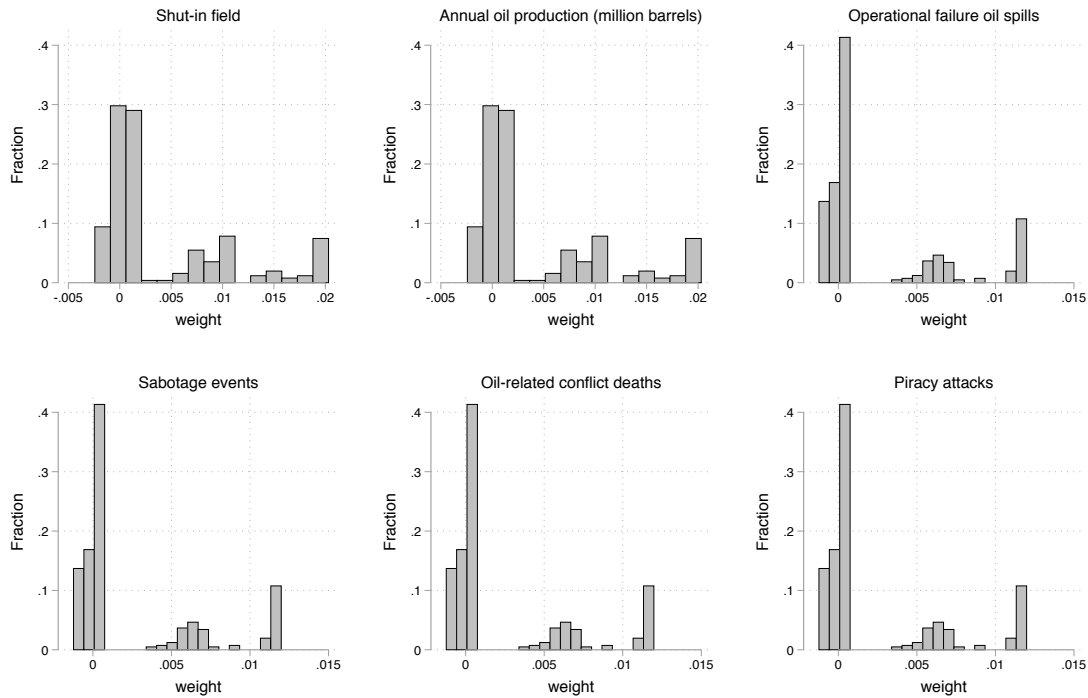 Shut-in field
.4
.3
.2
.1
0
Fraction
-.005 0 .005 .01 .015 .02
weight
Annual oil production (million barrels)
.4
.3
.2
.1
0
Fraction
-.005 0 .005 .01 .015 .02
weight
Operational failure oil spills
.4
.3
.2
.1
0
Fraction
0 .005 .01 .015
weight
Sabotage events
.4
.3
.2
.1
0
Fraction
0 .005 .01 .015
weight
Oil-related conflict deaths
.4
.3
.2
.1
0
Fraction
0 .005 .01 .015
weight
Piracy attacks
.4
.3
.2
.1
0
Fraction
0 .005 .01 .015
weight